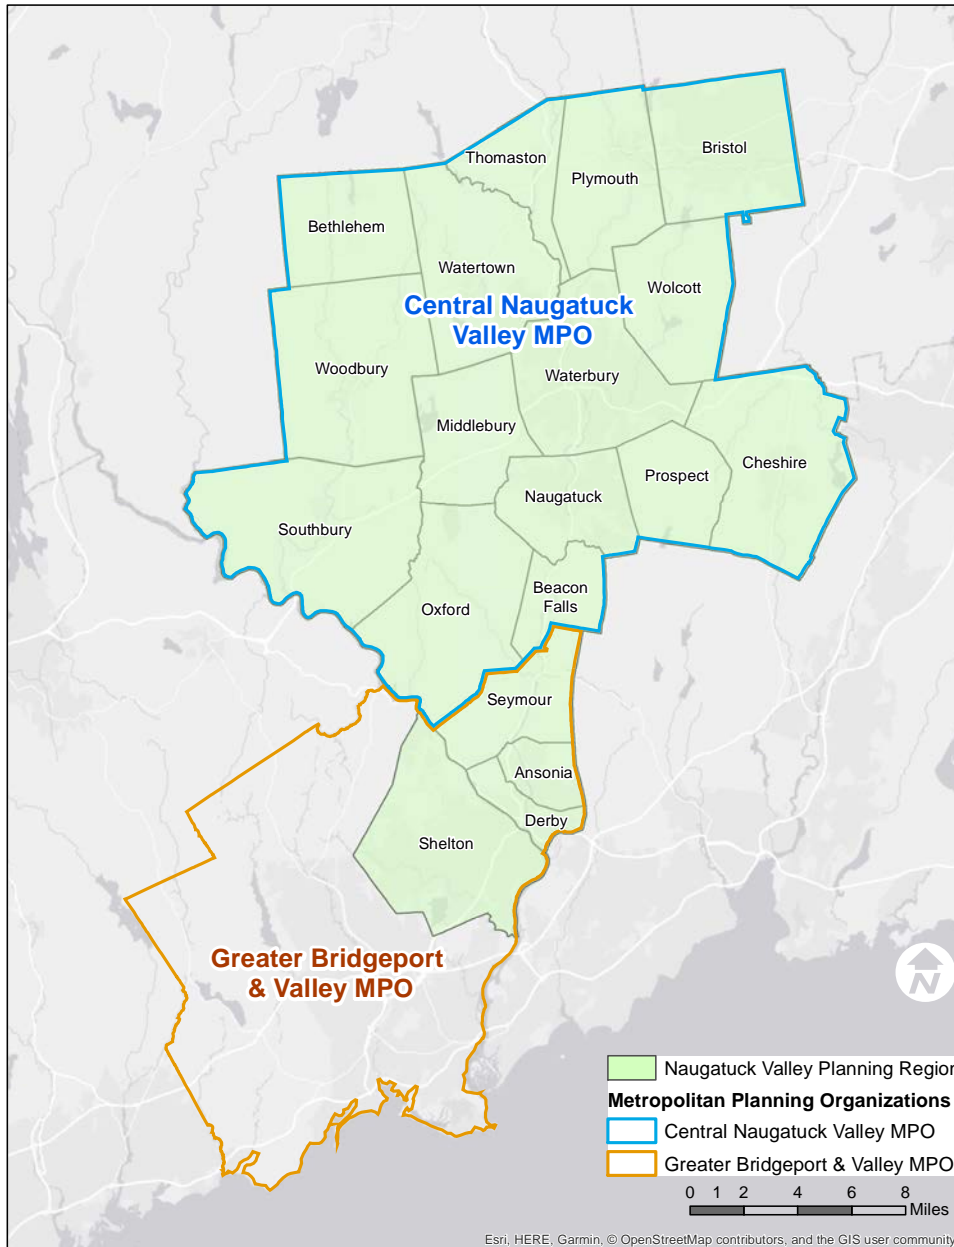 Thomaston
Bristol
Plymouth
Bethlehem
Watertown
Wolcott
Central Naugatuck
Valley MPO
Woodbury
Waterbury
Middlebury
Cheshire
Prospect
Naugatuck
Southbury
Beacon
Falls
Oxford
Seymour
Ansonia
Derby
Shelton
Greater Bridgeport
& Valley MPO
N
Naugatuck Valley Planning Region
Metropolitan Planning Organizations
Central Naugatuck Valley MPO
Greater Bridgeport & Valley MPO
0 1 2 4 6 8
Miles
Esri, HERE, Garmin, © OpenStreetMap contributors, and the GIS user community